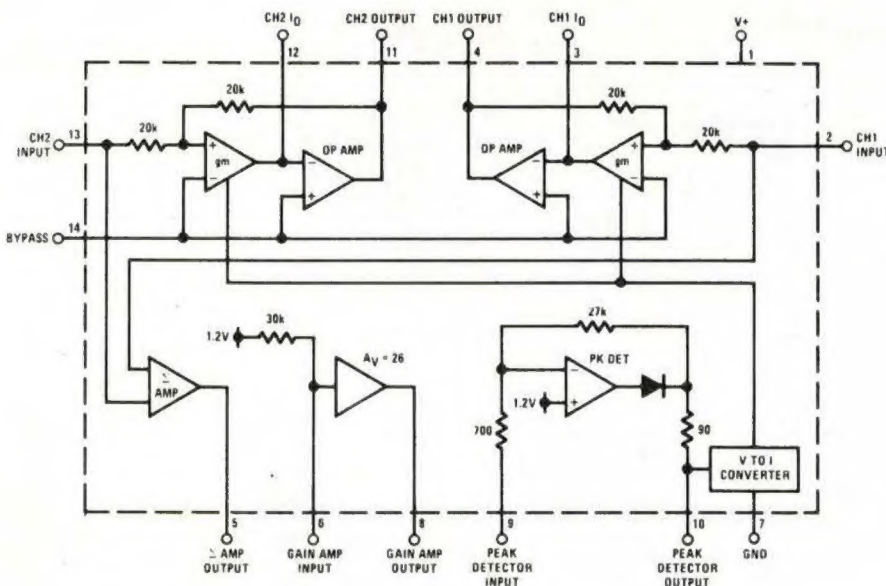 CH2 I₀
CH2 OUTPUT
CH1 OUTPUT
CH1 I₀
V+
12
11
4
3
1
20k
20k
CH2
INPUT
13
20k
20k
2
CH1
INPUT
+
gm
−
OP AMP
−
+
OP AMP
−
+
+
gm
−
BYPASS
14
30k
1.2V
27k
Σ
AMP
AV = 26
PK DET
−
1.2V
+
700
90
V TO I
CONVERTER
5
6
8
9
10
7
Σ AMP
OUTPUT
GAIN AMP
INPUT
GAIN AMP
OUTPUT
PEAK
DETECTOR
INPUT
PEAK
DETECTOR
OUTPUT
GND